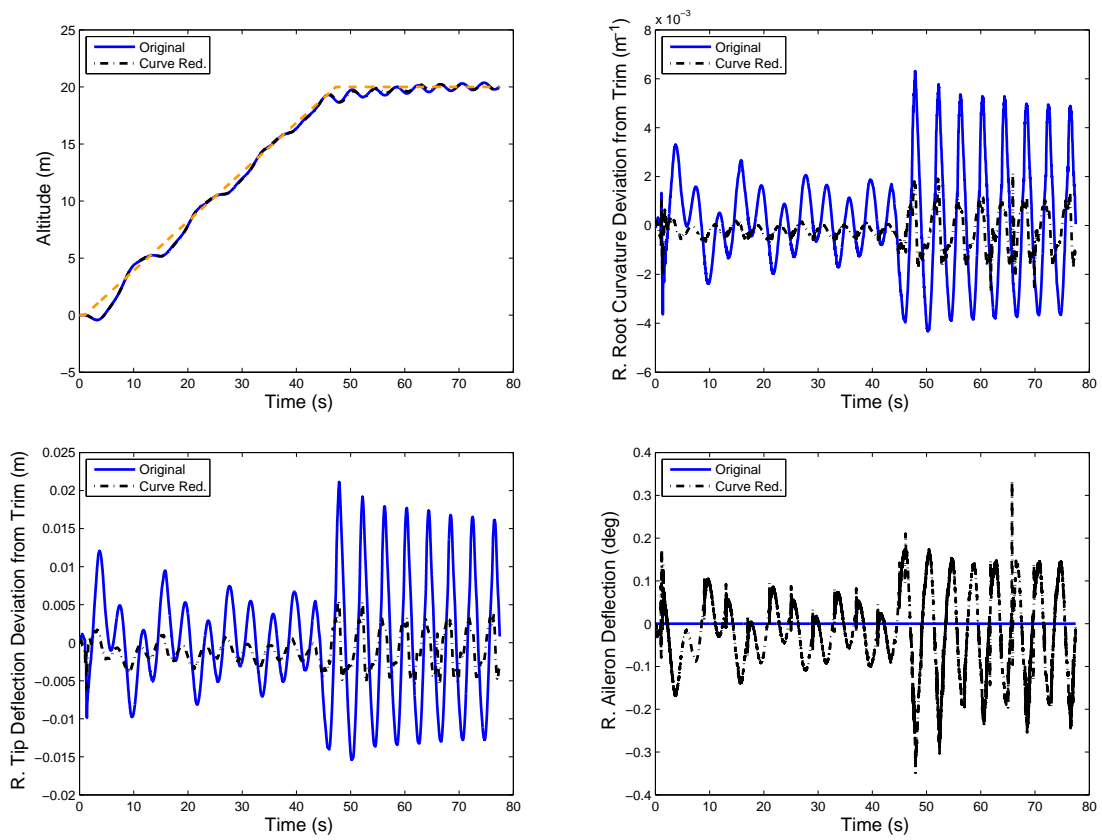 Original
Curve Red.
25
20
15
10
5
0
−5
0 10 20 30 40 50 60 70 80
Time (s)
Altitude (m)
x 10⁻³
Original
Curve Red.
8
6
4
2
0
−2
−4
−6
0 10 20 30 40 50 60 70 80
Time (s)
R. Root Curvature Deviation from Trim (m⁻¹)
Original
Curve Red.
0.025
0.02
0.015
0.01
0.005
0
−0.005
−0.01
−0.015
−0.02
0 10 20 30 40 50 60 70 80
Time (s)
R. Tip Deflection Deviation from Trim (m)
Original
Curve Red.
0.4
0.3
0.2
0.1
0
−0.1
−0.2
−0.3
−0.4
0 10 20 30 40 50 60 70 80
Time (s)
R. Aileron Deflection (deg)